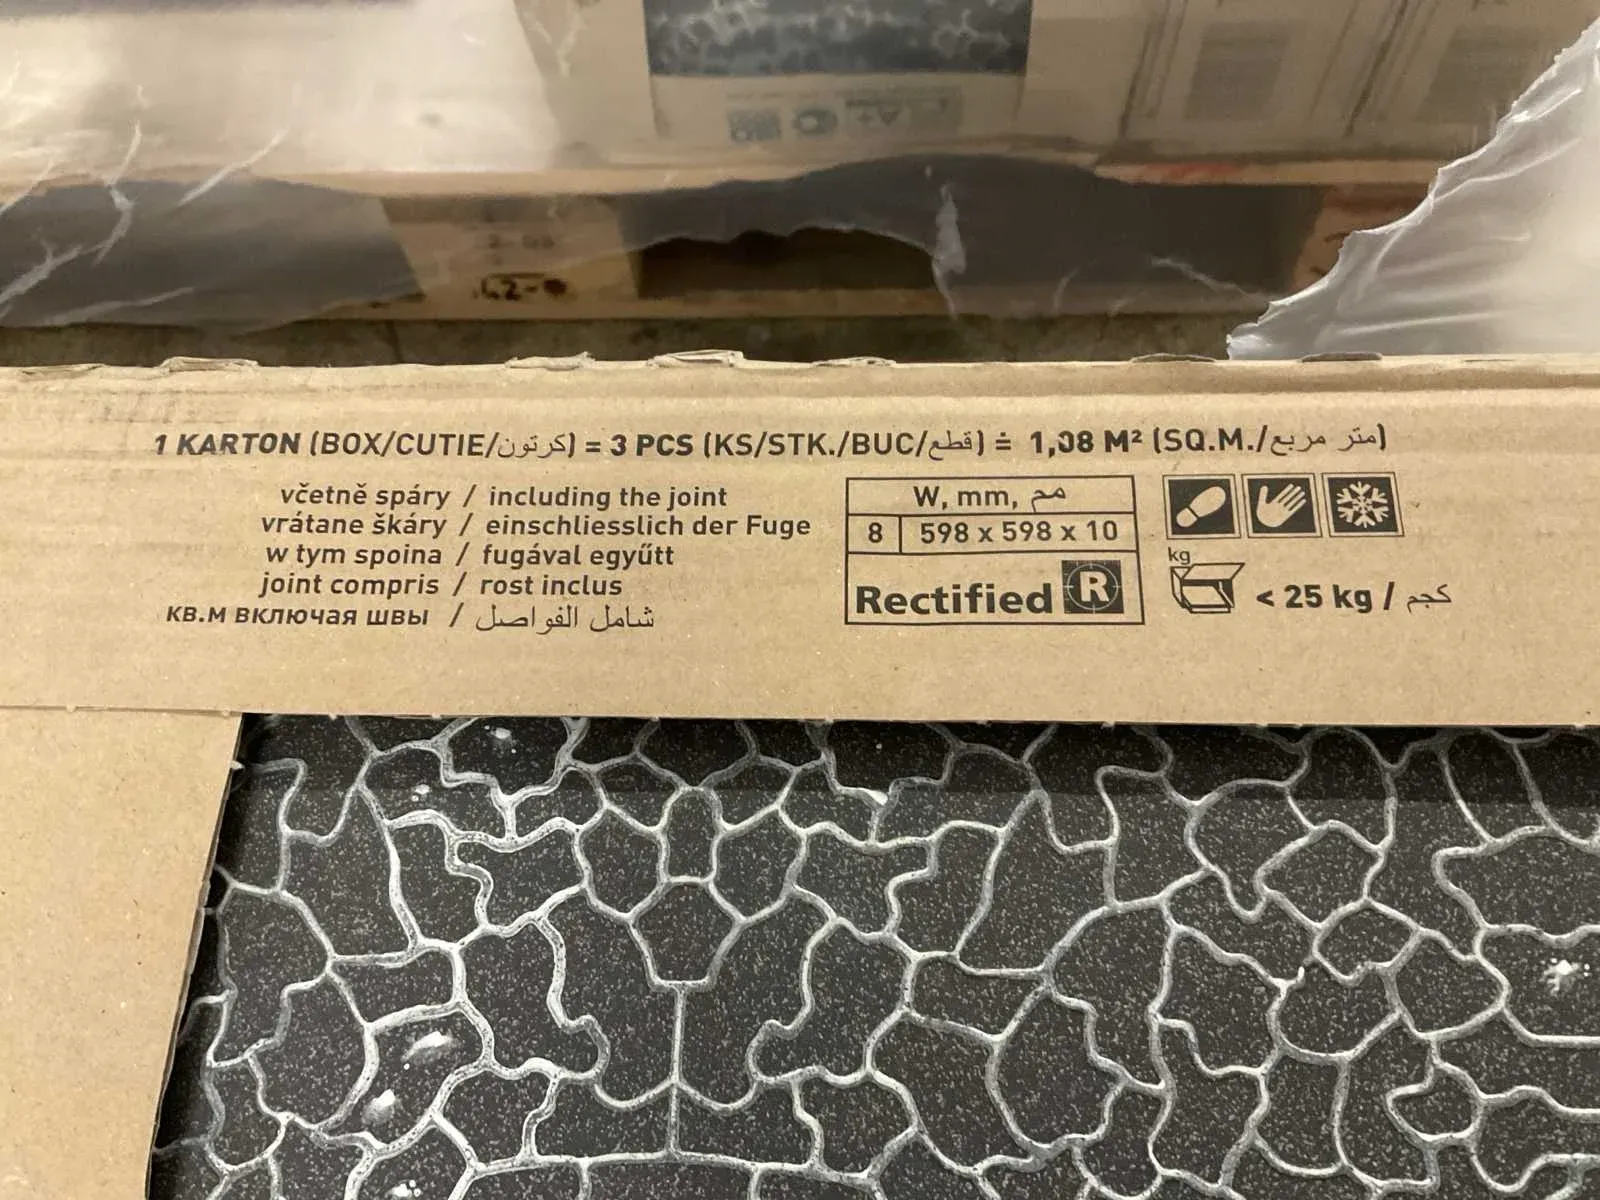 1 KARTON (BOX/CUTIE/كرتون) = 3 PCS (KS/STK./BUC/قطع) ≐ 1,08 M² (SQ.M./متر مربع)
včetně spáry / including the joint
vrátane škáry / einschliesslich der Fuge
w tym spoina / fugával együtt
joint compris / rost inclus
кв.м включая швы / شامل الفواصل
W, mm, مم
8 598 x 598 x 10
Rectified R
kg
< 25 kg / كجم